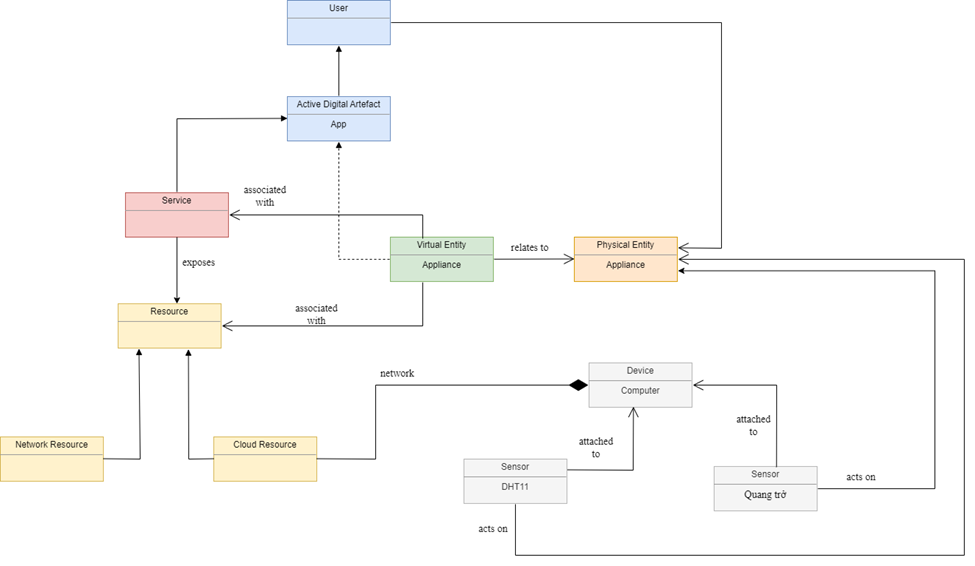 User
Active Digital Artefact
App
Service
associated
with
Virtual Entity
Appliance
relates to
Physical Entity
Appliance
exposes
Resource
associated
with
Device
Computer
network
attached
to
attached
to
Network Resource
Cloud Resource
Sensor
DHT11
Sensor
Quang trở
acts on
acts on